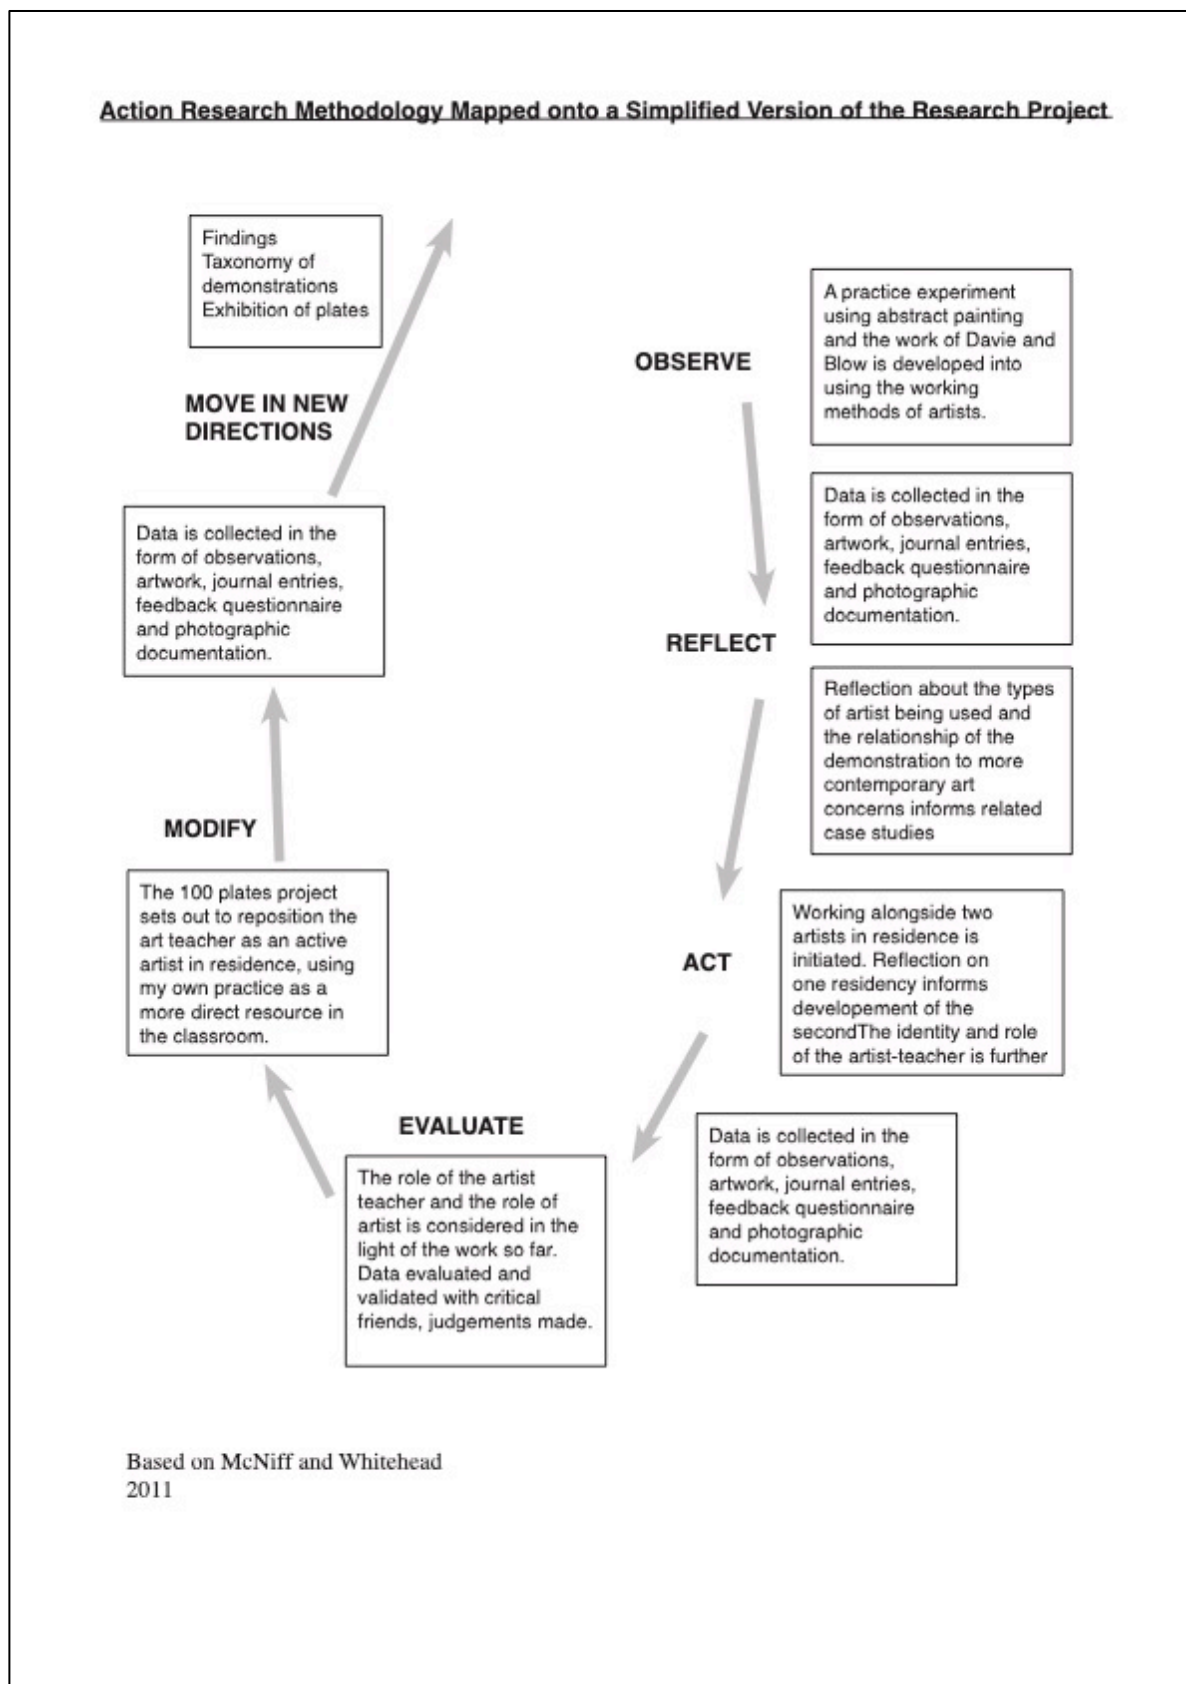 Action Research Methodology Mapped onto a Simplified Version of the Research Project
OBSERVE
A practice experiment
using abstract painting
and the work of Davie and
Blow is developed into
using the working
methods of artists.
Data is collected in the
form of observations,
artwork, journal entries,
feedback questionnaire
and photographic
documentation.
REFLECT
Reflection about the types
of artist being used and
the relationship of the
demonstration to more
contemporary art
concerns informs related
case studies
ACT
Working alongside two
artists in residence is
initiated. Reflection on
one residency informs
developement of the
secondThe identity and role
of the artist-teacher is further
Data is collected in the
form of observations,
artwork, journal entries,
feedback questionnaire
and photographic
documentation.
EVALUATE
The role of the artist
teacher and the role of
artist is considered in the
light of the work so far.
Data evaluated and
validated with critical
friends, judgements made.
The 100 plates project
sets out to reposition the
art teacher as an active
artist in residence, using
my own practice as a
more direct resource in
the classroom.
MODIFY
Data is collected in the
form of observations,
artwork, journal entries,
feedback questionnaire
and photographic
documentation.
MOVE IN NEW
DIRECTIONS
Findings
Taxonomy of
demonstrations
Exhibition of plates
Based on McNiff and Whitehead
2011